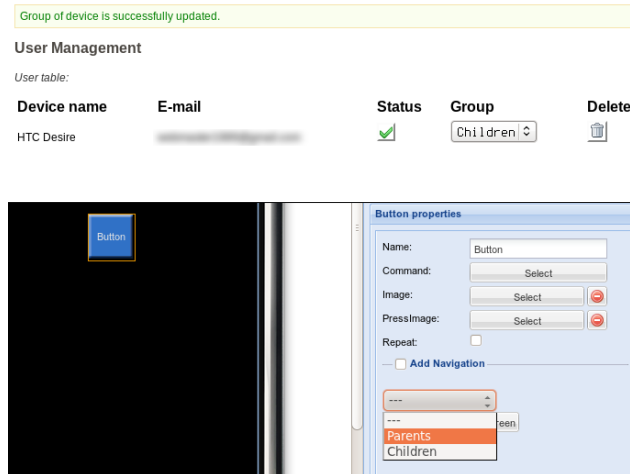 Group of device is successfully updated.
User Management
User table:
Device name E-mail Status Group Delete
HTC Desire Children
Button
Button properties
Name: Button
Command: Select
Image: Select
PressImage: Select
Repeat:
Add Navigation
---
---
Parents
Children